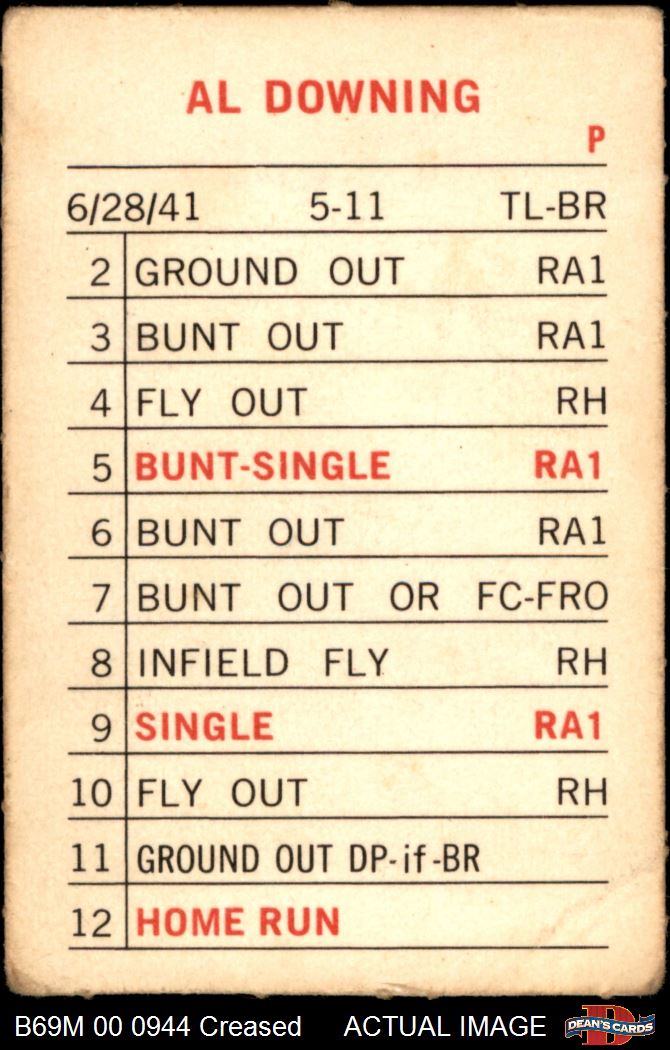 AL DOWNING
P
6/28/41 5-11 TL-BR
2 GROUND OUT RA1
3 BUNT OUT RA1
4 FLY OUT RH
5 BUNT-SINGLE RA1
6 BUNT OUT RA1
7 BUNT OUT OR FC-FRO
8 INFIELD FLY RH
9 SINGLE RA1
10 FLY OUT RH
11 GROUND OUT DP-if-BR
12 HOME RUN
B69M 00 0944 Creased ACTUAL IMAGE D DEAN'S CARDS